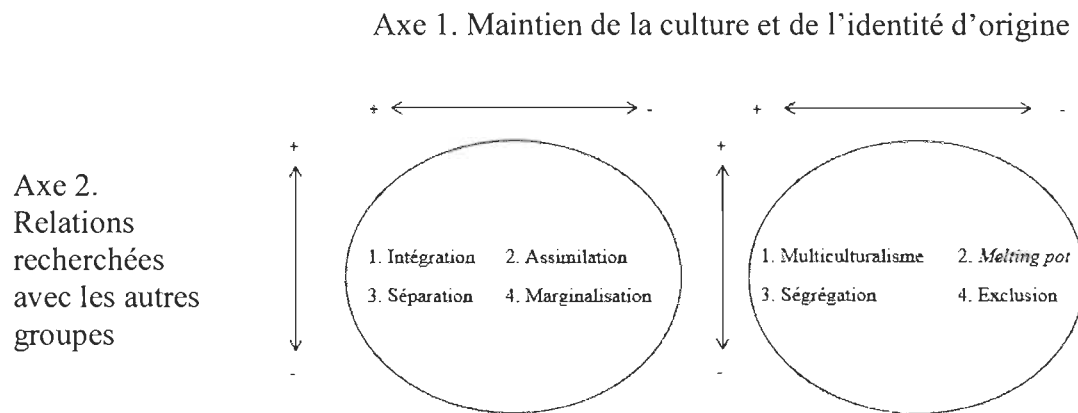 Axe 1. Maintien de la culture et de l'identité d'origine
+ - + -
+ +
Axe 2.
Relations
recherchées
avec les autres
groupes
1. Intégration 2. Assimilation
3. Séparation 4. Marginalisation
1. Multiculturalisme 2. Melting pot
3. Ségrégation 4. Exclusion
- -